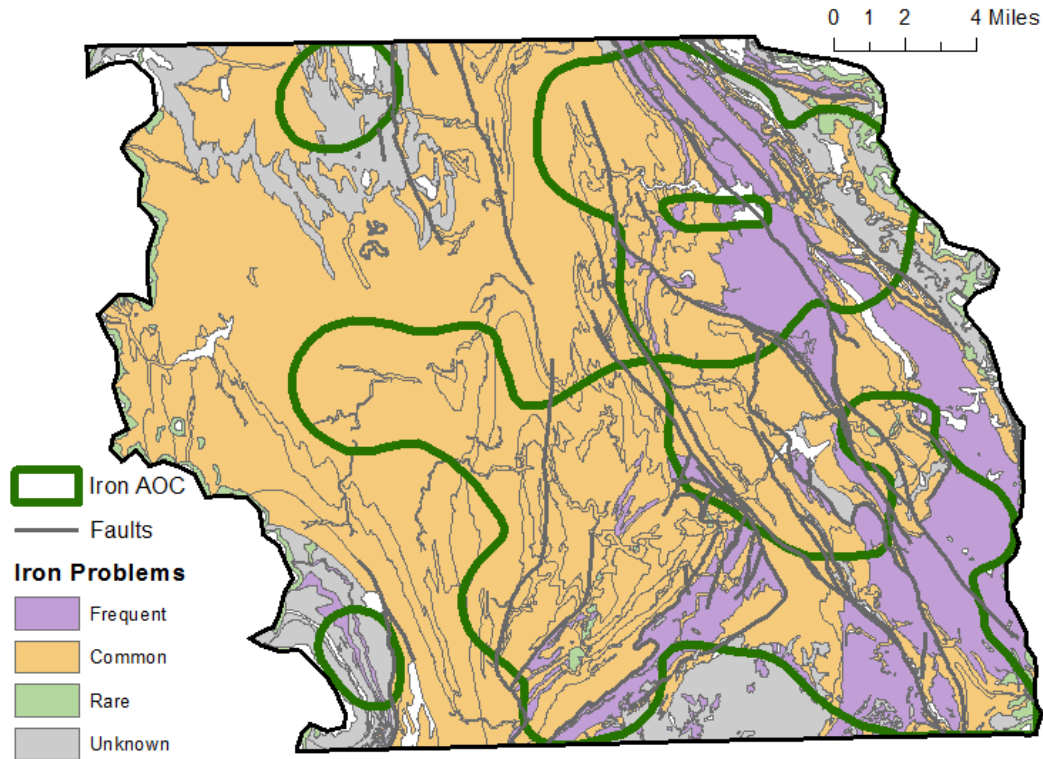 0 1 2 4 Miles
Iron AOC
Faults
Iron Problems
Frequent
Common
Rare
Unknown